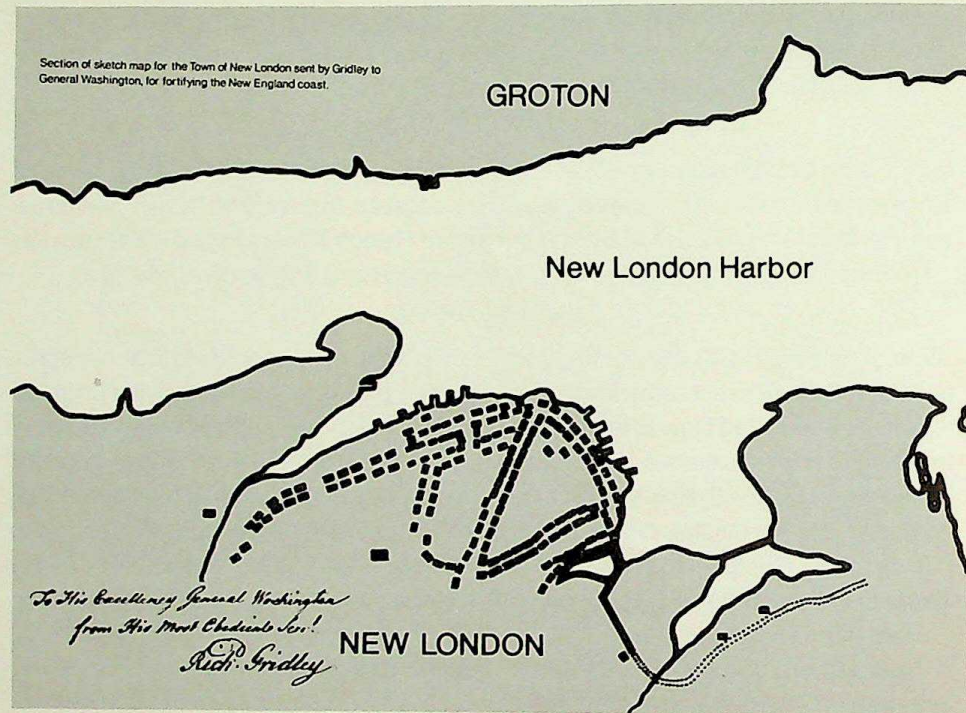 Section of sketch map for the Town of New London sent by Gridley to
General Washington, for fortifying the New England coast.
GROTON
New London Harbor
To His Excellency General Washington
from His Most Obedient Ser!
Rich. Gridley
NEW LONDON